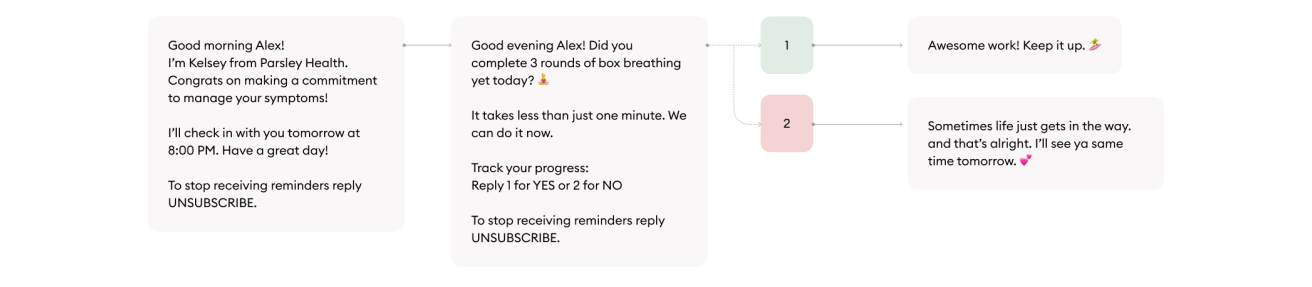 Good morning Alex!
I'm Kelsey from Parsley Health.
Congrats on making a commitment
to manage your symptoms!
I'll check in with you tomorrow at
8:00 PM. Have a great day!
To stop receiving reminders reply
UNSUBSCRIBE.
Good evening Alex! Did you
complete 3 rounds of box breathing
yet today? 🧘
It takes less than just one minute. We
can do it now.
Track your progress:
Reply 1 for YES or 2 for NO
To stop receiving reminders reply
UNSUBSCRIBE.
1
Awesome work! Keep it up. 🏄
2
Sometimes life just gets in the way.
and that's alright. I'll see ya same
time tomorrow. 💕